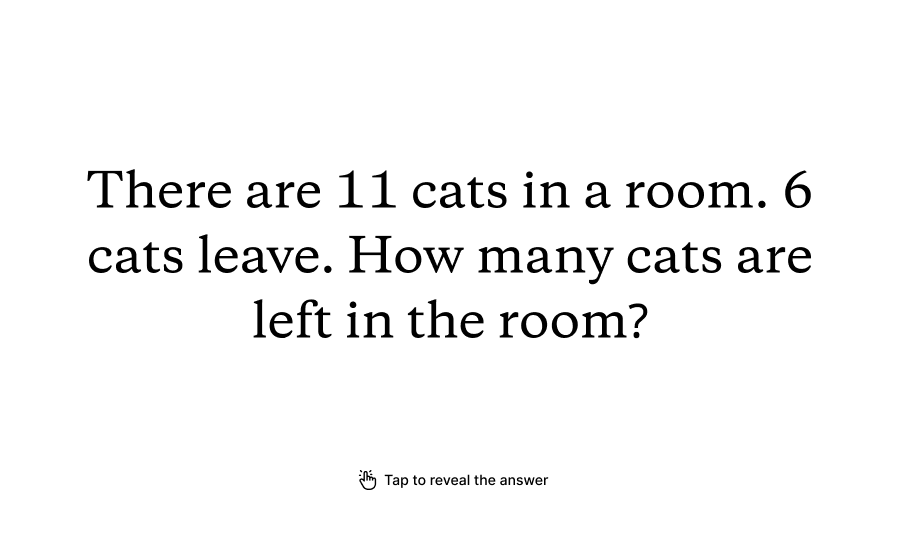 There are 11 cats in a room. 6
cats leave. How many cats are
left in the room?
Tap to reveal the answer